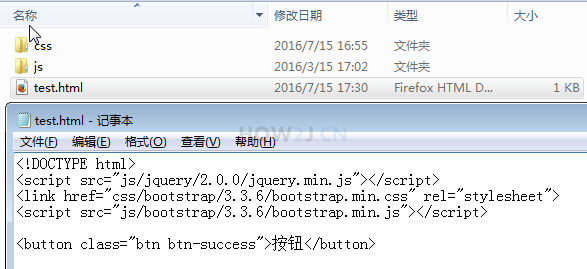 名称 修改日期 类型 大小
css 2016/7/15 16:55 文件夹
js 2016/3/15 17:02 文件夹
test.html 2016/7/15 17:30 Firefox HTML D... 1 KB
test.html - 记事本
HOW2J.CN
文件(F) 编辑(E) 格式(O) 查看(V) 帮助(H)
<!DOCTYPE html>
<script src="js/jquery/2.0.0/jquery.min.js"></script>
<link href="css/bootstrap/3.3.6/bootstrap.min.css" rel="stylesheet">
<script src="js/bootstrap/3.3.6/bootstrap.min.js"></script>
<button class="btn btn-success">按钮</button>